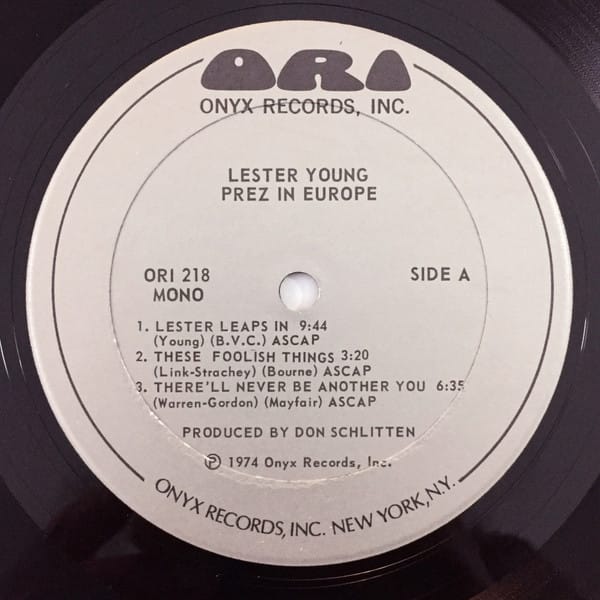 ORI
ONYX RECORDS, INC.
LESTER YOUNG
PREZ IN EUROPE
ORI 218
MONO
SIDE A
1. LESTER LEAPS IN 9:44
(Young) (B.V.C.) ASCAP
2. THESE FOOLISH THINGS 3:20
(Link-Strachey) (Bourne) ASCAP
3. THERE'LL NEVER BE ANOTHER YOU 6:35
(Warren-Gordon) (Mayfair) ASCAP
PRODUCED BY DON SCHLITTEN
Ⓟ 1974 Onyx Records, Inc.
ONYX RECORDS, INC. NEW YORK, N.Y.